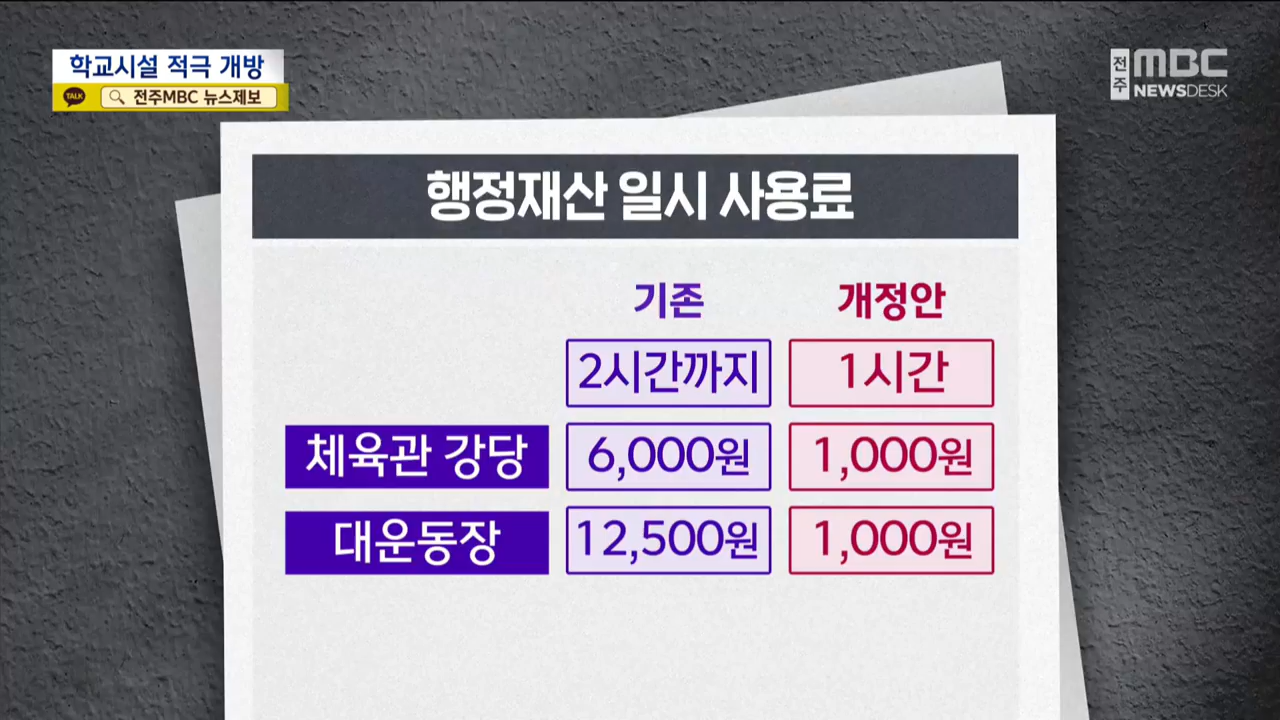 학교시설 적극 개방
TALK 전주MBC 뉴스제보
전주 MBC
NEWSDESK
행정재산 일시 사용료
기존 개정안
2시간까지 1시간
체육관 강당 6,000원 1,000원
대운동장 12,500원 1,000원